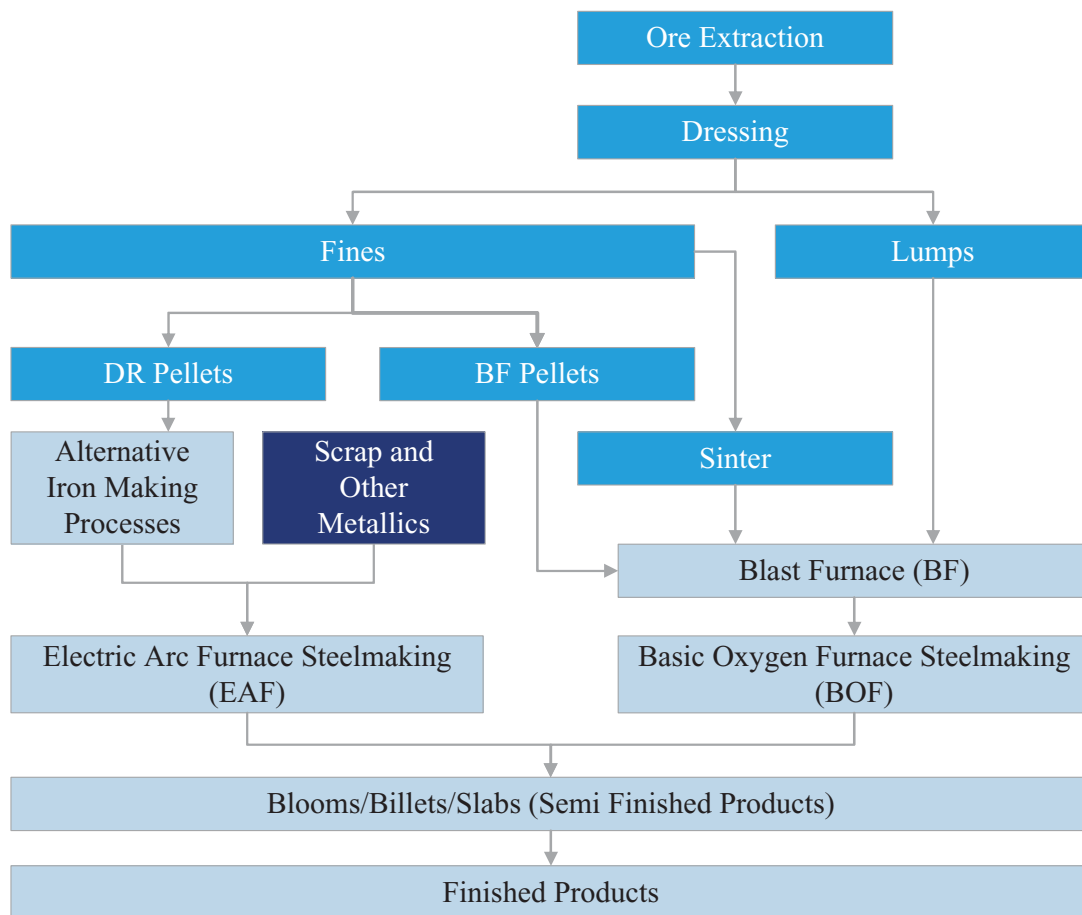 Ore Extraction
Dressing
Fines
Lumps
DR Pellets
BF Pellets
Alternative
Iron Making
Processes
Scrap and
Other
Metallics
Sinter
Blast Furnace (BF)
Electric Arc Furnace Steelmaking
(EAF)
Basic Oxygen Furnace Steelmaking
(BOF)
Blooms/Billets/Slabs (Semi Finished Products)
Finished Products